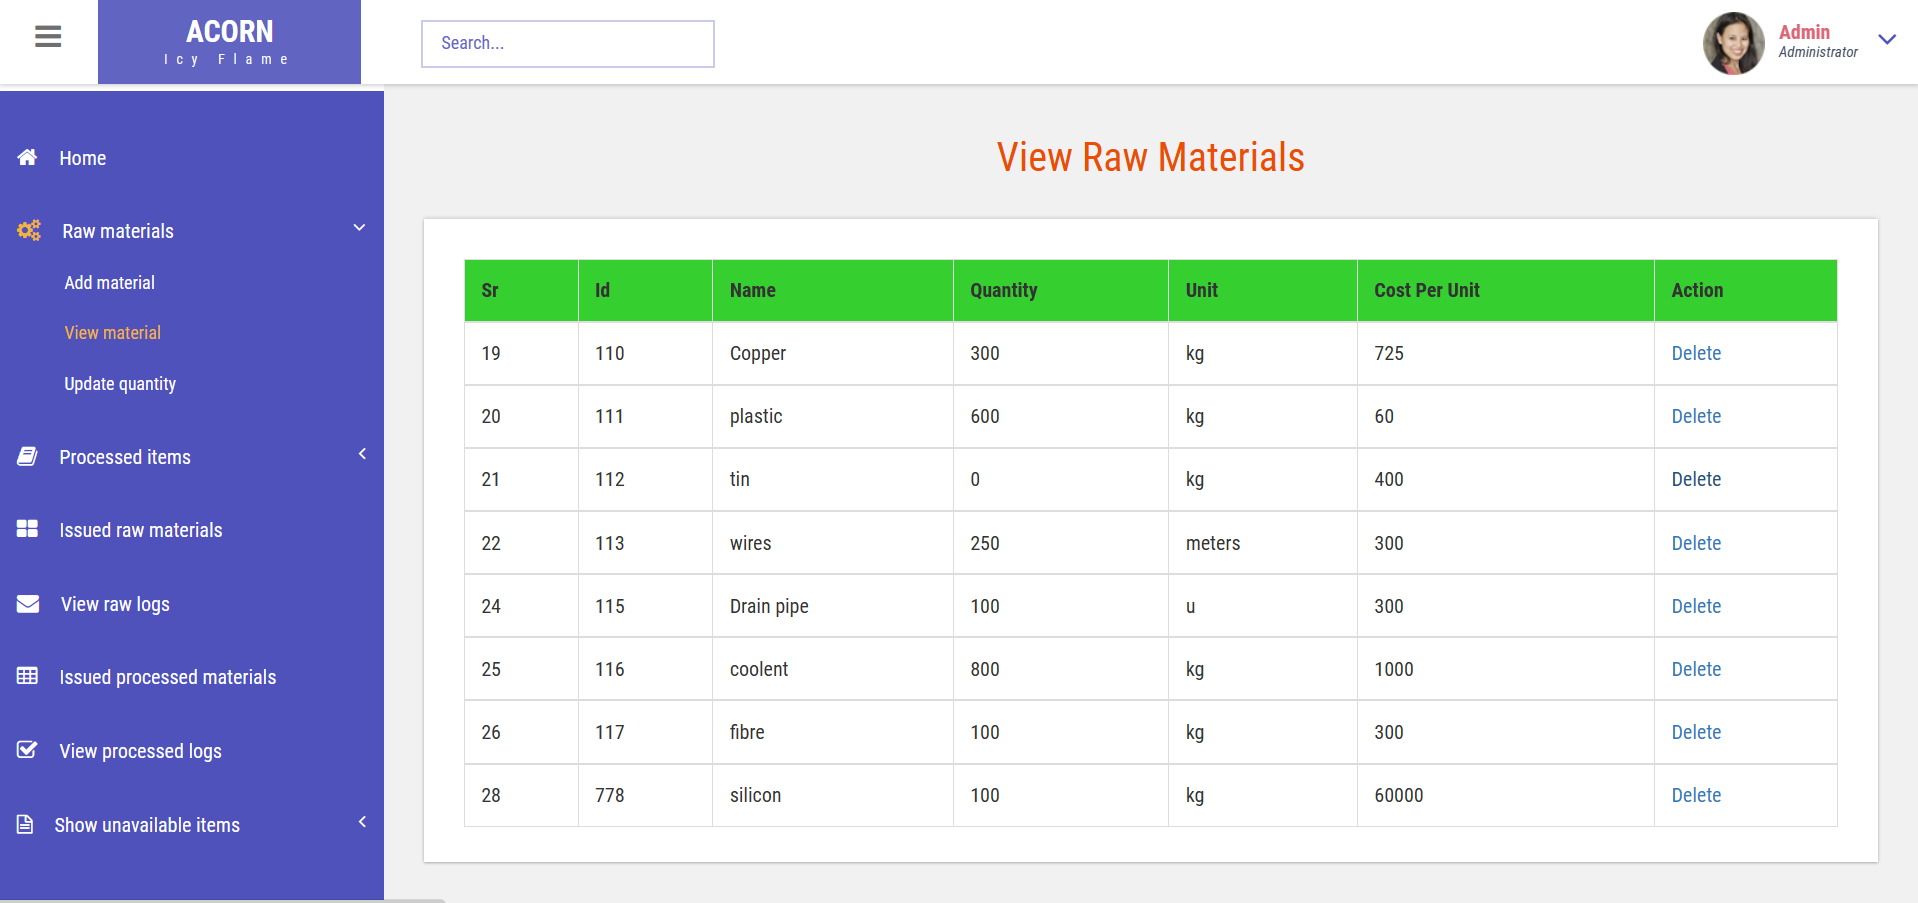 ACORN
Icy Flame
Search...
Admin
Administrator
Home
Raw materials
Add material
View material
Update quantity
Processed items
Issued raw materials
View raw logs
Issued processed materials
View processed logs
Show unavailable items
View Raw Materials
Sr Id Name Quantity Unit Cost Per Unit Action
19 110 Copper 300 kg 725 Delete
20 111 plastic 600 kg 60 Delete
21 112 tin 0 kg 400 Delete
22 113 wires 250 meters 300 Delete
24 115 Drain pipe 100 u 300 Delete
25 116 coolent 800 kg 1000 Delete
26 117 fibre 100 kg 300 Delete
28 778 silicon 100 kg 60000 Delete